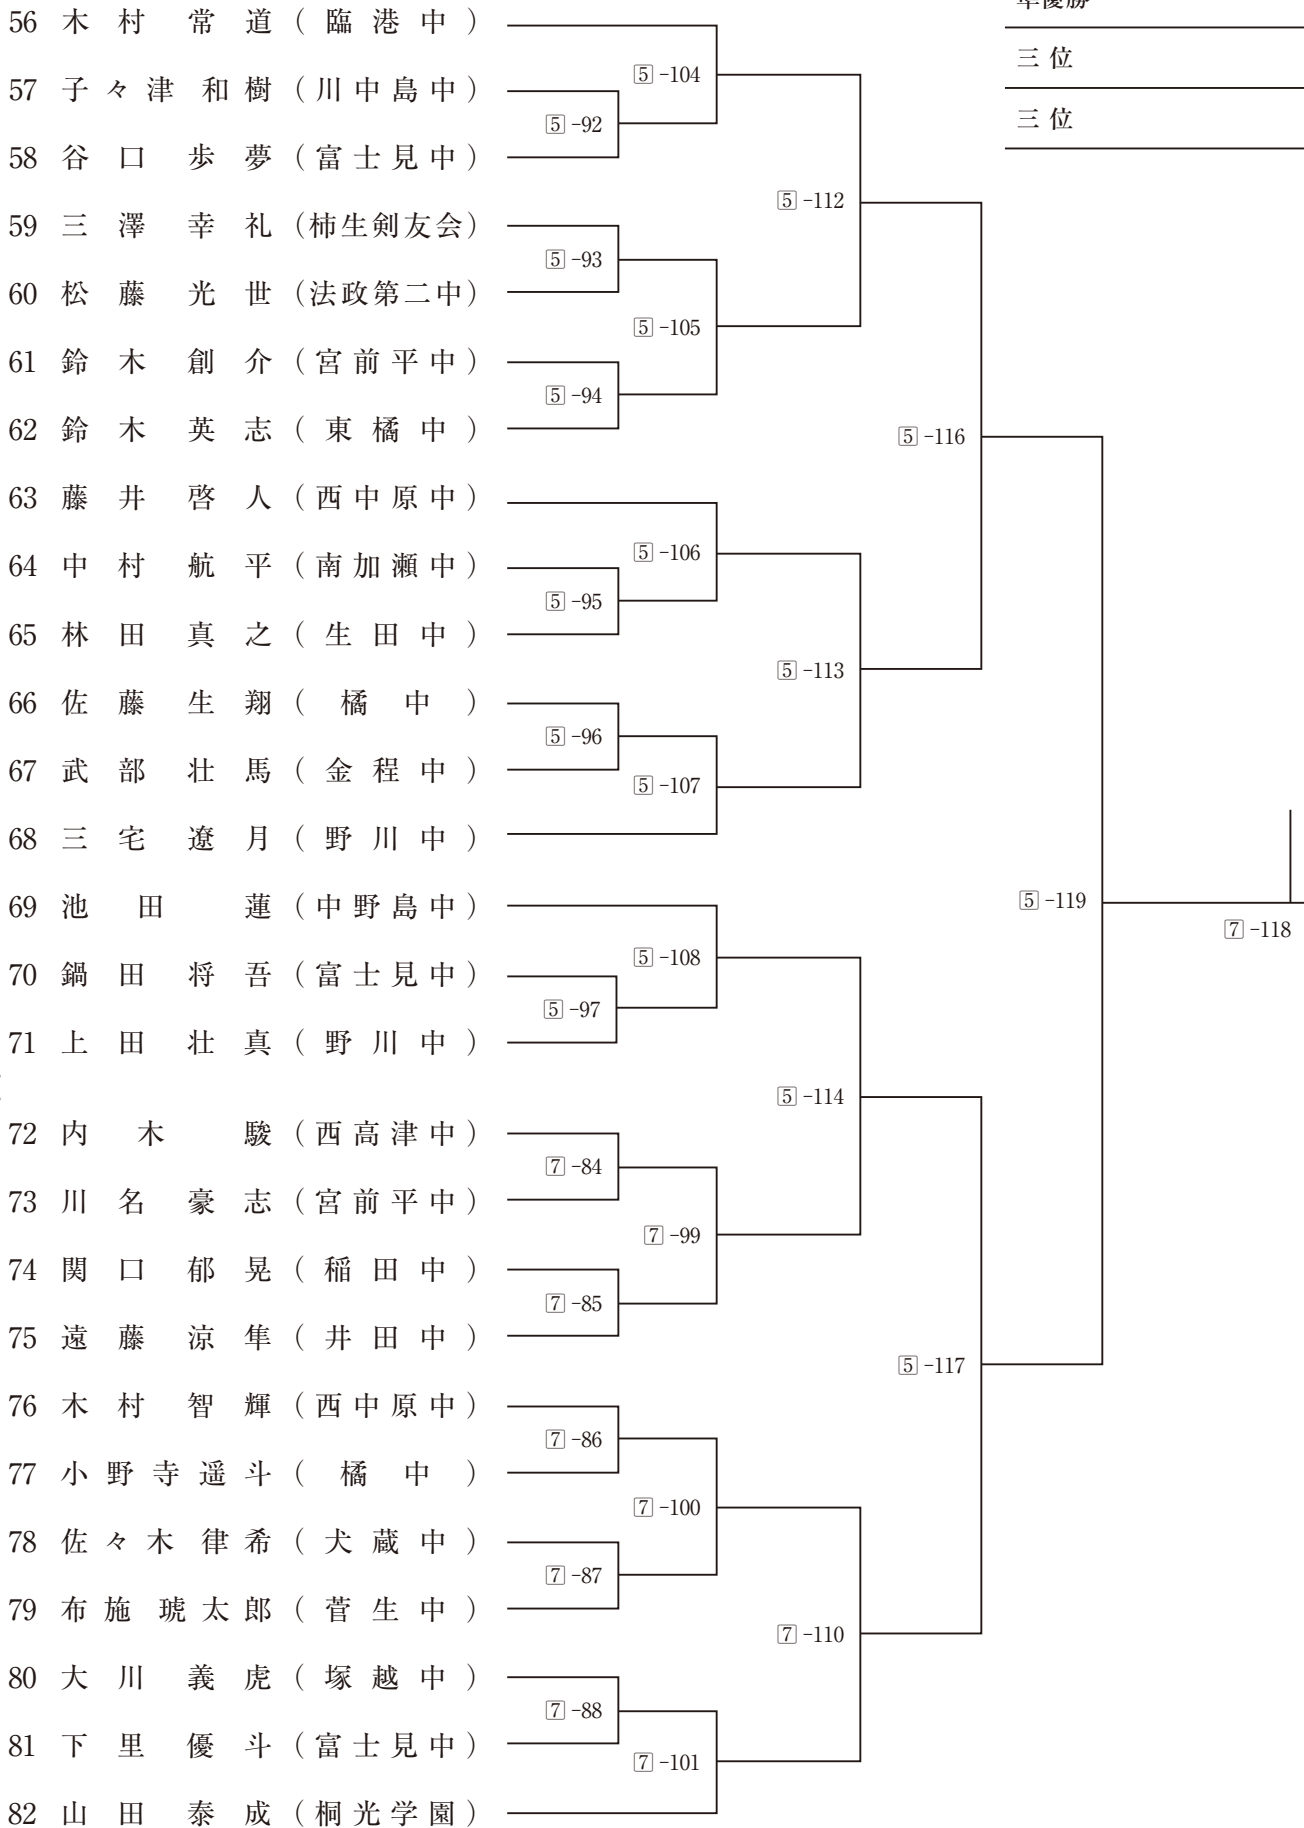 準優勝
三位
三位
56 木村 常道 (臨港中)
57 子々津 和樹 (川中島中)
58 谷口 歩夢 (富士見中)
59 三澤 幸礼 (柿生剣友会)
60 松藤 光世 (法政第二中)
61 鈴木 創介 (宮前平中)
62 鈴木 英志 (東橘中)
63 藤井 啓人 (西中原中)
64 中村 航平 (南加瀬中)
65 林田 真之 (生田中)
66 佐藤 生翔 (橘中)
67 武部 壮馬 (金程中)
68 三宅 遼月 (野川中)
69 池田 蓮 (中野島中)
70 鍋田 将吾 (富士見中)
71 上田 壮真 (野川中)
72 内木 駿 (西高津中)
73 川名 豪志 (宮前平中)
74 関口 郁晃 (稲田中)
75 遠藤 涼隼 (井田中)
76 木村 智輝 (西中原中)
77 小野寺遥斗 (橘中)
78 佐々木 律希 (犬蔵中)
79 布施 琥太郎 (菅生中)
80 大川 義虎 (塚越中)
81 下里 優斗 (富士見中)
82 山田 泰成 (桐光学園)
5-92
5-93
5-94
5-95
5-96
5-97
7-84
7-85
7-86
7-87
7-88
5-104
5-105
5-106
5-107
5-108
7-99
7-100
7-101
5-112
5-113
5-114
7-110
5-116
5-117
5-119
7-118